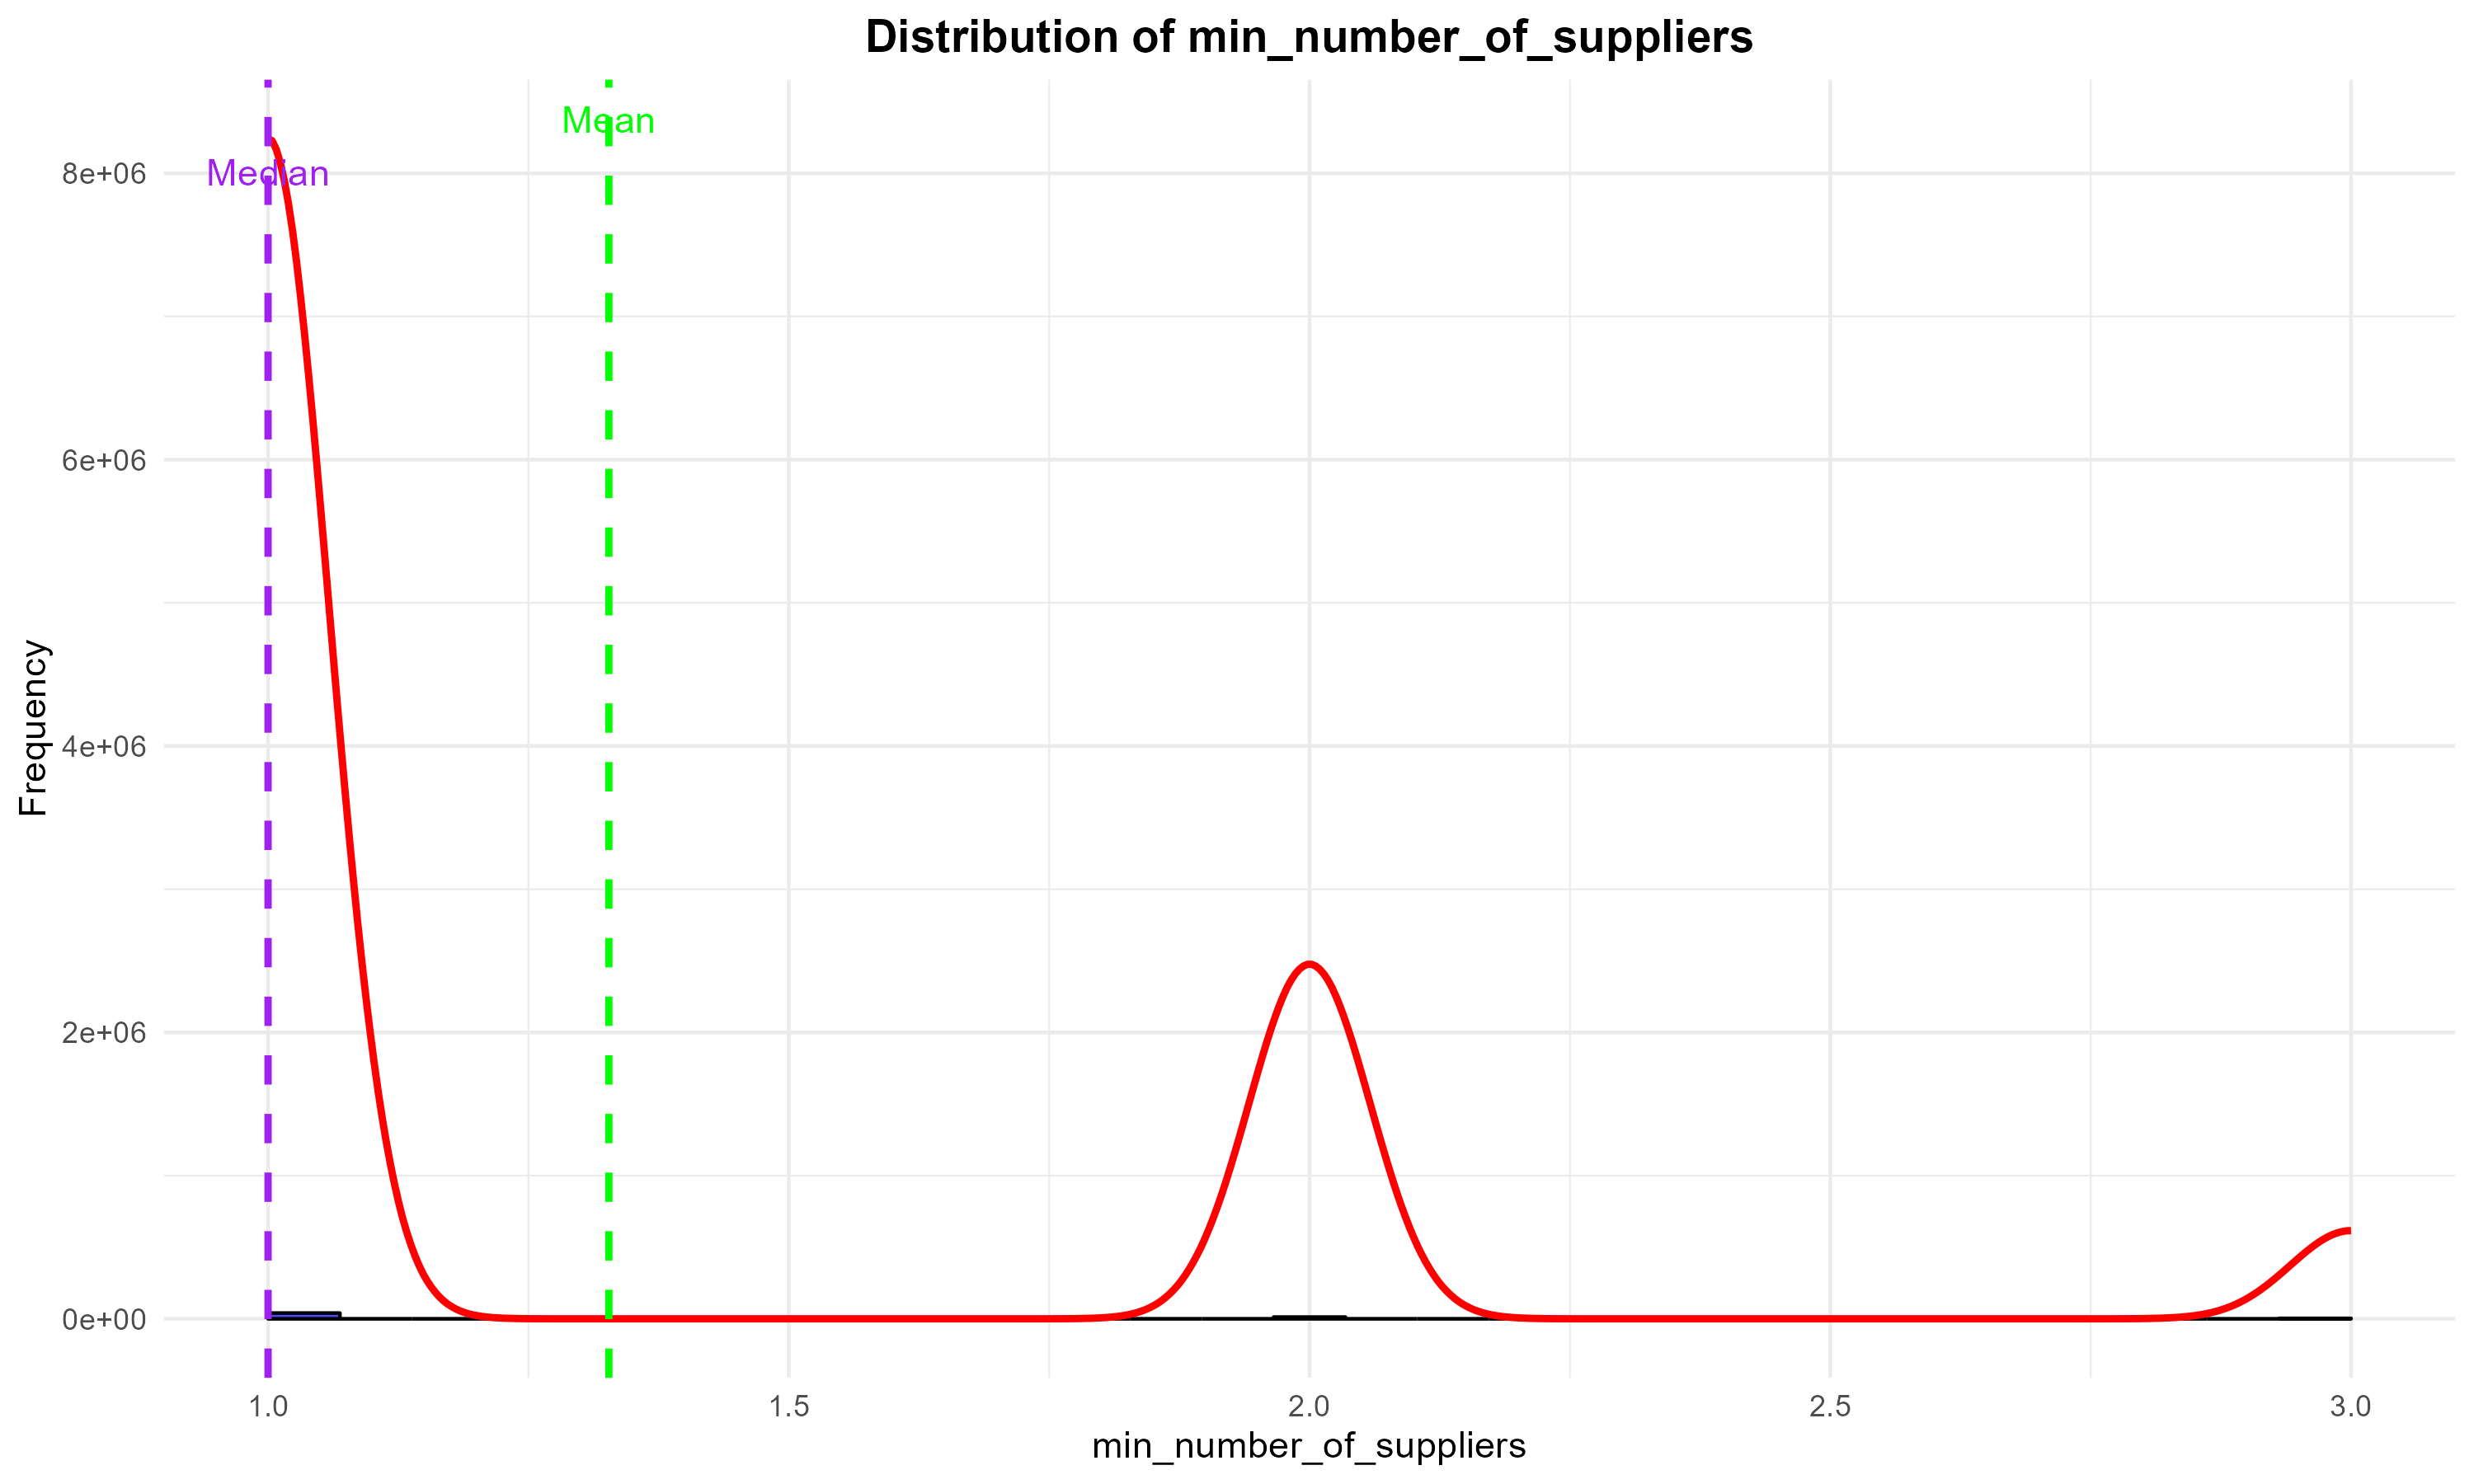 Distribution of min_number_of_suppliers
Mean
Median
8e+06
6e+06
4e+06
2e+06
0e+00
Frequency
1.0
1.5
2.0
2.5
3.0
min_number_of_suppliers